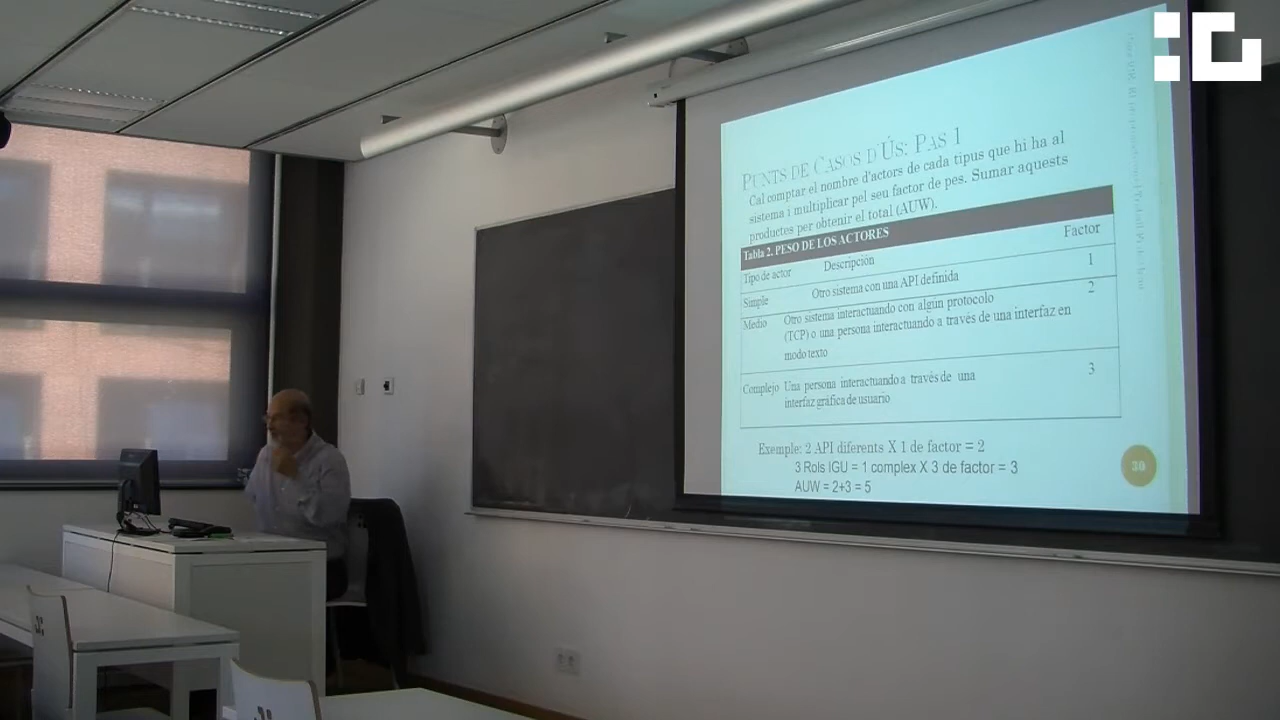 PUNTS DE CASOS D'ÚS: PAS 1
Cal comptar el nombre d'actors de cada tipus que hi ha al
sistema i multiplicar pel seu factor de pes. Sumar aquests
productes per obtenir el total (AUW).
Tabla 2. PESO DE LOS ACTORES
Tipo de actor Descripción Factor
Simple Otro sistema con una API definida 1
Medio Otro sistema interactuando con algún protocolo 2
(TCP) o una persona interactuando a través de una interfaz en
modo texto
Complejo Una persona interactuando a través de una 3
interfaz gráfica de usuario
Exemple: 2 API diferents X 1 de factor = 2
3 Rols IGU = 1 complex X 3 de factor = 3
AUW = 2+3 = 5
30